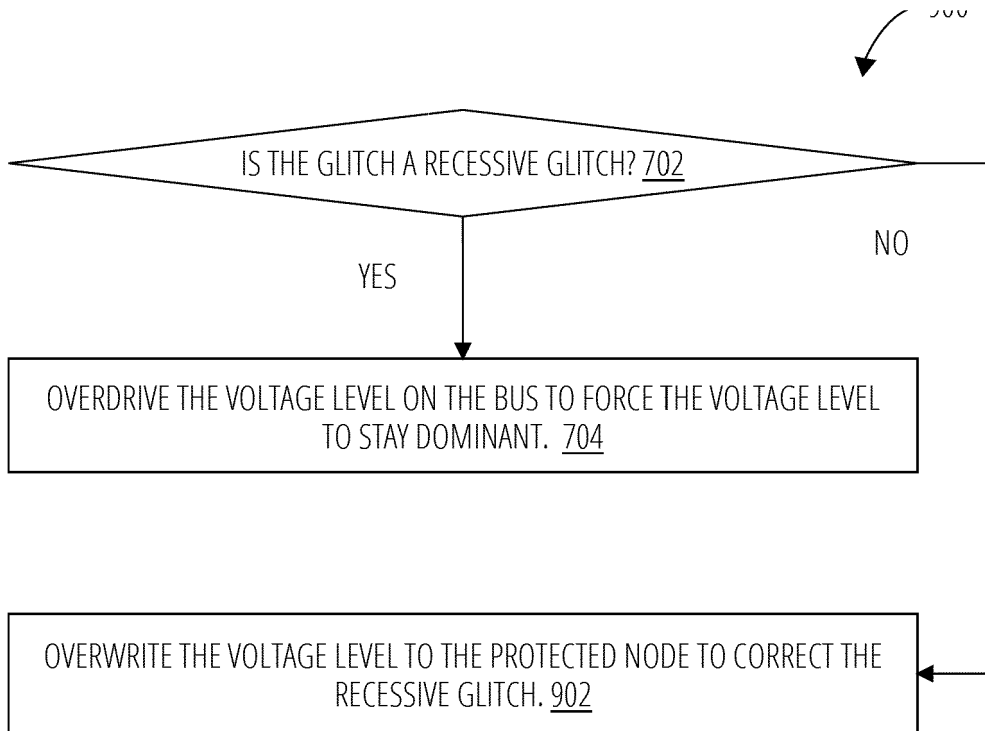 IS THE GLITCH A RECESSIVE GLITCH? 702
NO
YES
OVERDRIVE THE VOLTAGE LEVEL ON THE BUS TO FORCE THE VOLTAGE LEVEL
TO STAY DOMINANT. 704
OVERWRITE THE VOLTAGE LEVEL TO THE PROTECTED NODE TO CORRECT THE
RECESSIVE GLITCH. 902